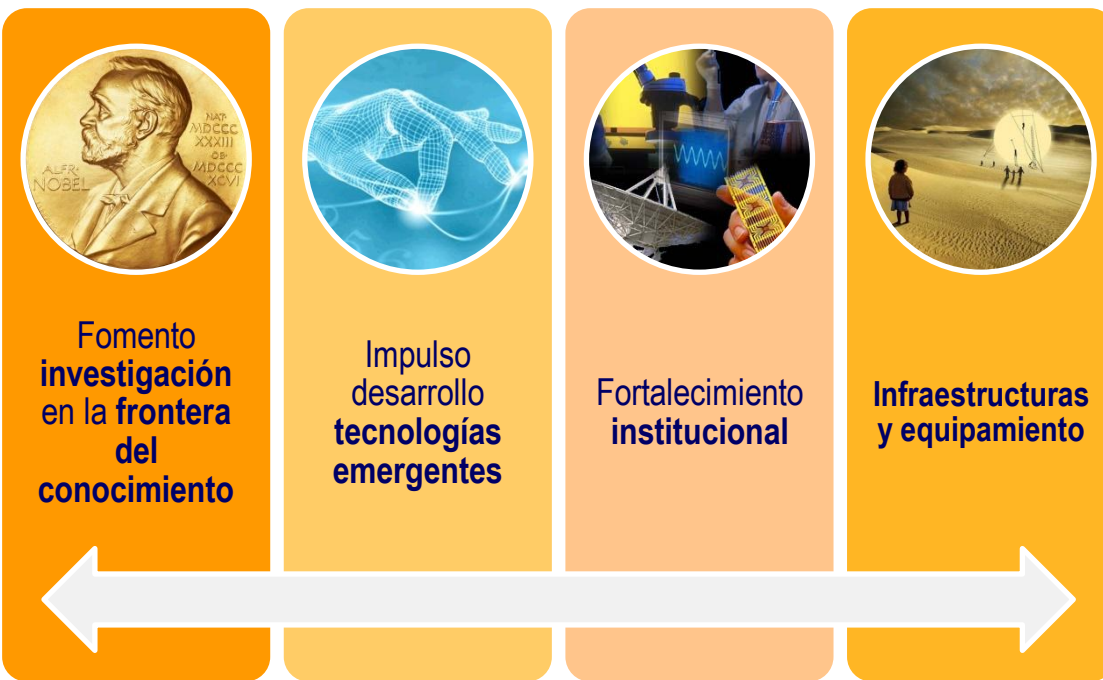 ALFR·
NOBEL
NAT·
MDCCC
XXXIII
OB·
MDCCC
XCVI
Fomento
investigación
en la frontera
del
conocimiento
Impulso
desarrollo
tecnologías
emergentes
Fortalecimiento
institucional
Infraestructuras
y equipamiento